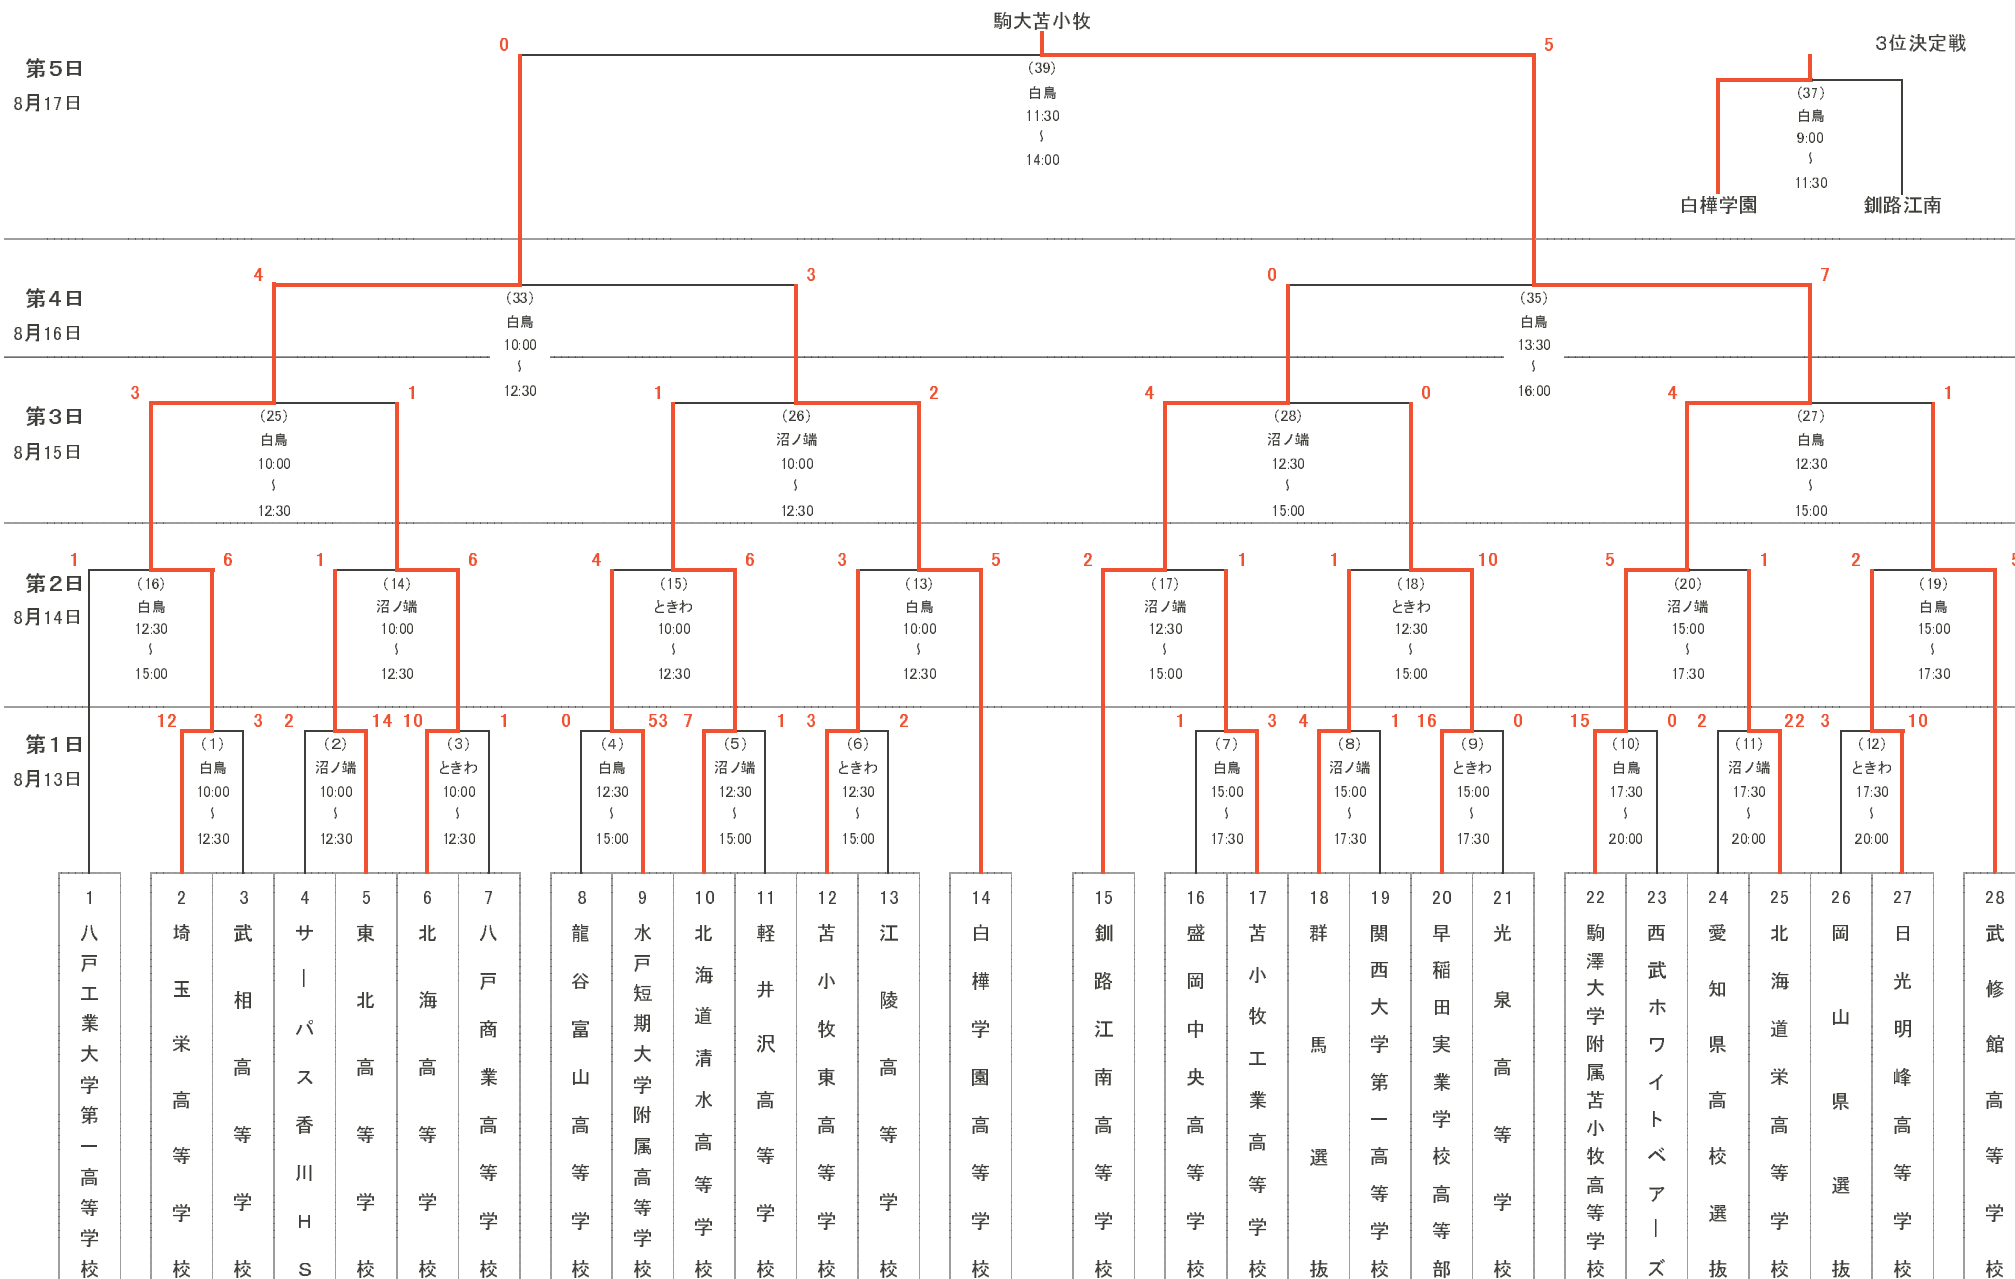 駒大苫小牧
3位決定戦
第5日
8月17日
0
5
(39)
白鳥
11:30
~
14:00
(37)
白鳥
9:00
~
11:30
白樺学園
釧路江南
第4日
8月16日
4
3
0
7
(33)
白鳥
10:00
~
12:30
(35)
白鳥
13:30
~
16:00
第3日
8月15日
3
1
1
2
4
0
4
1
(25)
白鳥
10:00
~
12:30
(26)
沼ノ端
10:00
~
12:30
(28)
沼ノ端
12:30
~
15:00
(27)
白鳥
12:30
~
15:00
第2日
8月14日
1
6
1
6
4
6
3
5
2
1
1
10
5
1
2
5
(16)
白鳥
12:30
~
15:00
(14)
沼ノ端
10:00
~
12:30
(15)
ときわ
10:00
~
12:30
(13)
白鳥
10:00
~
12:30
(17)
沼ノ端
12:30
~
15:00
(18)
ときわ
12:30
~
15:00
(20)
沼ノ端
15:00
~
17:30
(19)
白鳥
15:00
~
17:30
第1日
8月13日
12
3
2
14
10
1
0
53
7
1
3
2
1
3
4
1
16
0
15
0
2
22
3
10
(1)
白鳥
10:00
~
12:30
(2)
沼ノ端
10:00
~
12:30
(3)
ときわ
10:00
~
12:30
(4)
白鳥
12:30
~
15:00
(5)
沼ノ端
12:30
~
15:00
(6)
ときわ
12:30
~
15:00
(7)
白鳥
15:00
~
17:30
(8)
沼ノ端
15:00
~
17:30
(9)
ときわ
15:00
~
17:30
(10)
白鳥
17:30
~
20:00
(11)
沼ノ端
17:30
~
20:00
(12)
ときわ
17:30
~
20:00
1
八戸工業大学第一高等学校
2
埼玉栄高等学校
3
武相高等学校
4
サーパス香川HS
5
東北高等学校
6
北海高等学校
7
八戸商業高等学校
8
龍谷富山高等学校
9
水戸短期大学附属高等学校
10
北海道清水高等学校
11
軽井沢高等学校
12
苫小牧東高等学校
13
江陵高等学校
14
白樺学園高等学校
15
釧路江南高等学校
16
盛岡中央高等学校
17
苫小牧工業高等学校
18
群馬選抜
19
関西大学第一高等学校
20
早稲田実業学校高等部
21
光泉高等学校
22
駒澤大学附属苫小牧高等学校
23
西武ホワイトベアーズ
24
愛知県高校選抜
25
北海道栄高等学校
26
岡山県選抜
27
日光明峰高等学校
28
武修館高等学校